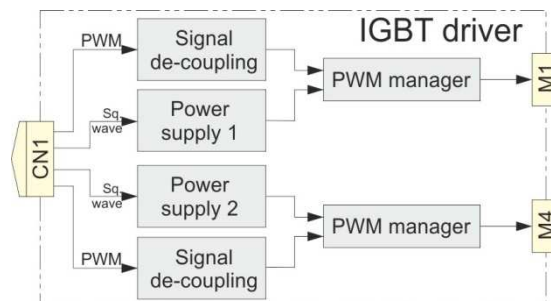 IGBT driver
PWM
Signal
de-coupling
PWM manager
M1
Sq
wave
Power
supply 1
CN1
Sq
wave
Power
supply 2
PWM manager
M4
PWM
Signal
de-coupling